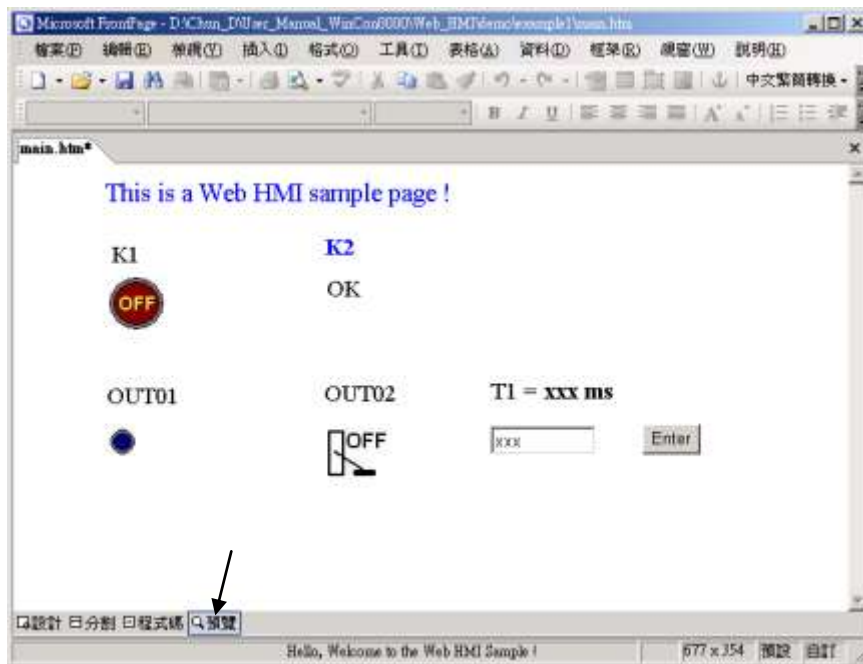 Microsoft FrontPage - D:\Chun_D\User_Manual_WinCon8000\Web_HMI\demo\example1\main.htm
檔案(F) 編輯(E) 檢視(V) 插入(I) 格式(O) 工具(T) 表格(A) 資料(D) 框架(R) 視窗(W) 說明(H)
中文繁簡轉換
B I U A A
main.htm*
This is a Web HMI sample page !
K1 K2
OFF OK
OUT01 OUT02 T1 = xxx ms
OFF xxx Enter
設計 分割 程式碼 預覽
Hello, Welcome to the Web HMI Sample ! 677 x 354 預設 自訂